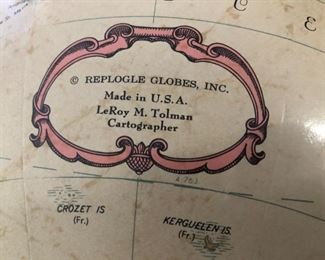 C E
© REPLOGLE GLOBES, INC.
Made in U.S.A.
LeRoy M. Tolman
Cartographer
CROZET IS
(Fr.)
KERGUELEN IS.
(Fr.)